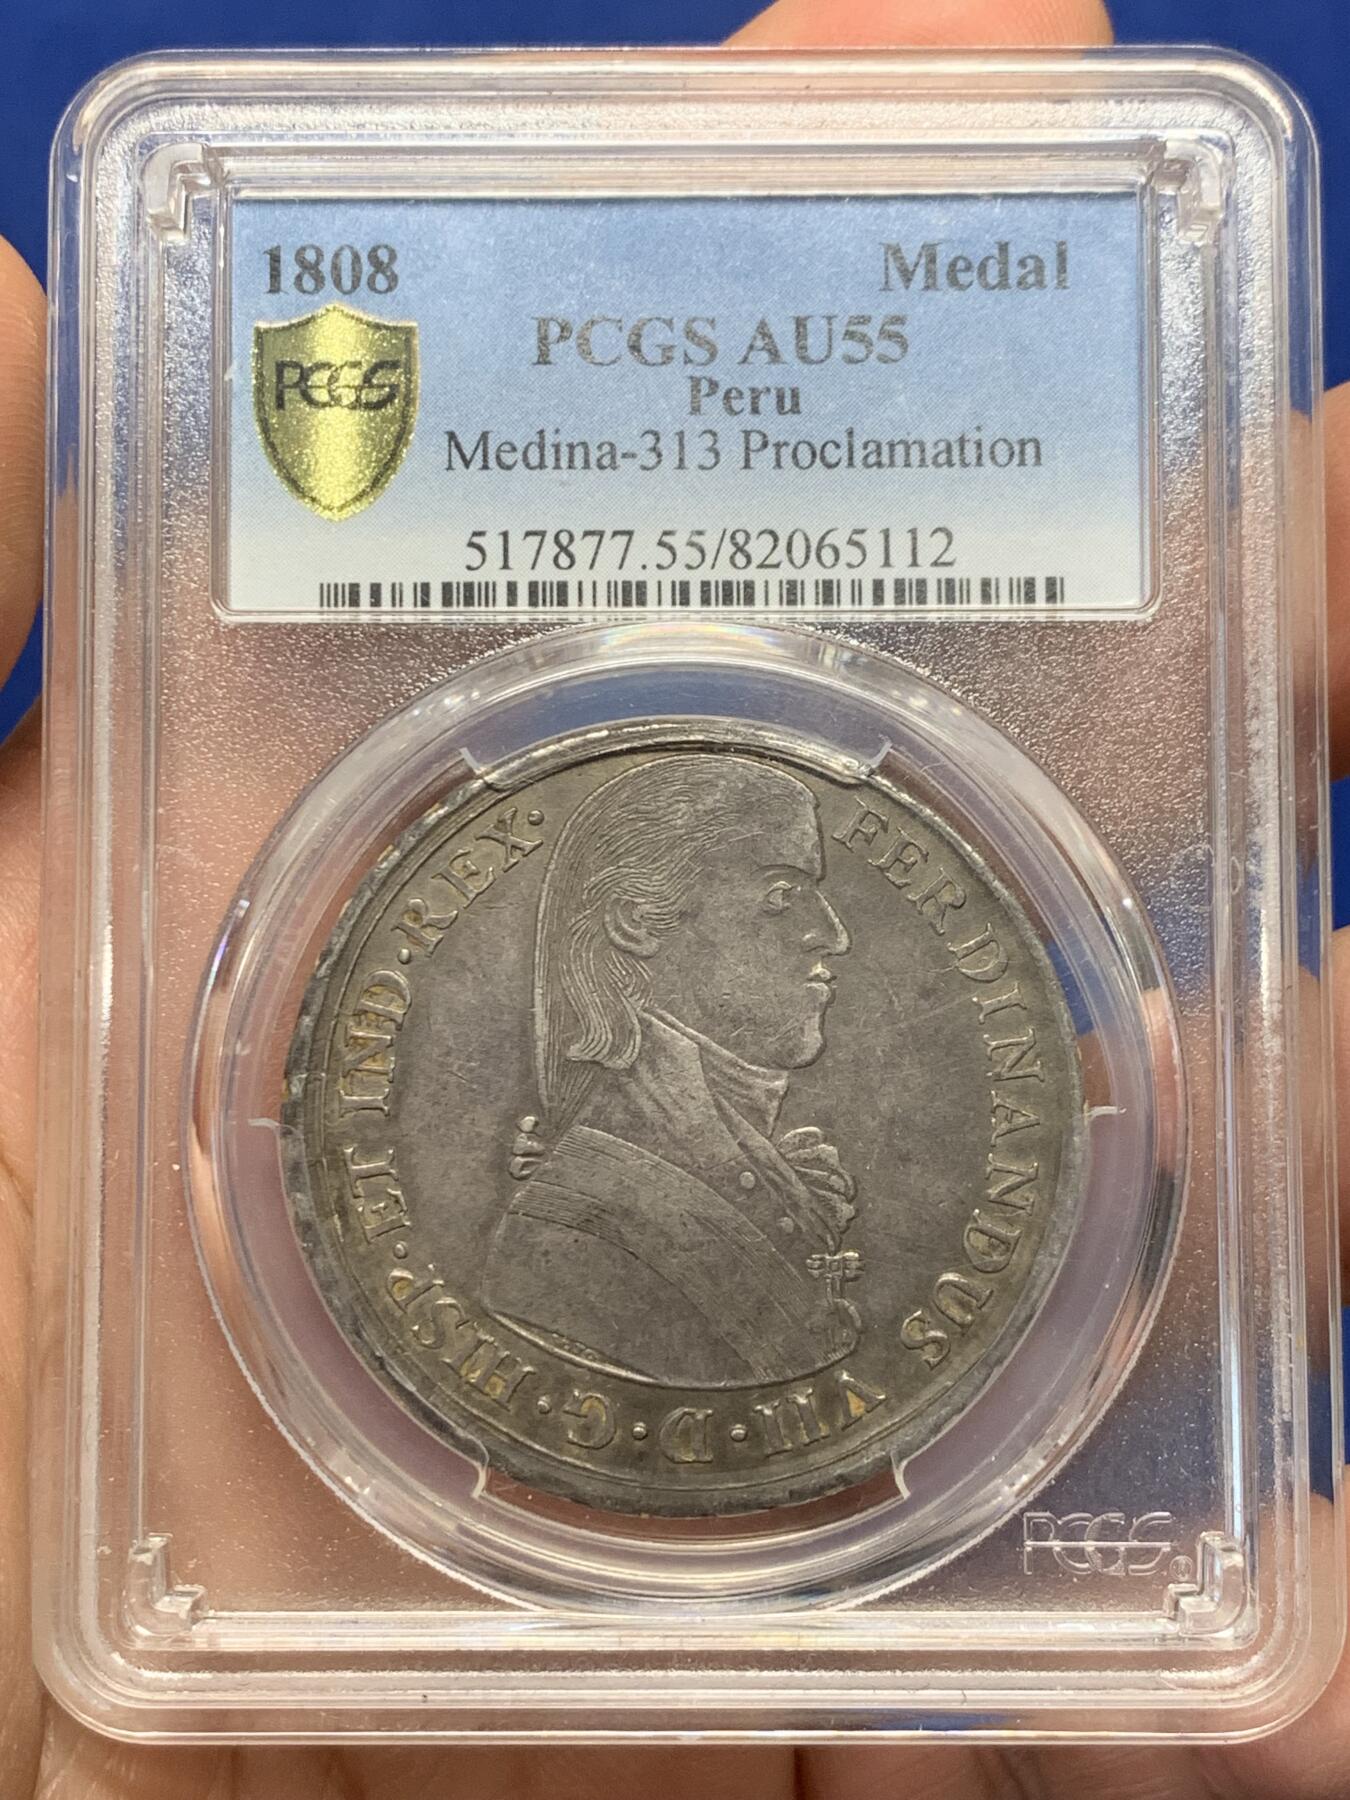 1808 Medal
PCGS
PCGS AU55
Peru
Medina-313 Proclamation
517877.55/82065112
FERDINANDUS VII·D·G·HISP·ET IND·REX·
PCGS®